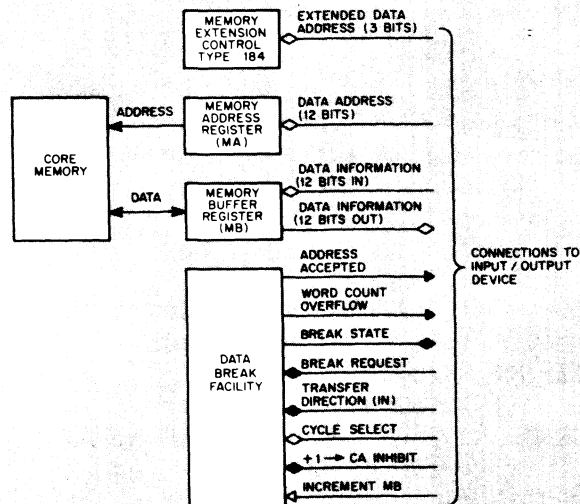 MEMORY
EXTENSION
CONTROL
TYPE 184
EXTENDED DATA
ADDRESS (3 BITS)
CORE
MEMORY
ADDRESS
MEMORY
ADDRESS
REGISTER
(MA)
DATA ADDRESS
(12 BITS)
DATA
MEMORY
BUFFER
REGISTER
(MB)
DATA INFORMATION
(12 BITS IN)
DATA INFORMATION
(12 BITS OUT)
DATA
BREAK
FACILITY
ADDRESS
ACCEPTED
WORD COUNT
OVERFLOW
BREAK STATE
BREAK REQUEST
TRANSFER
DIRECTION (IN)
CYCLE SELECT
+1 → CA INHIBIT
INCREMENT MB
CONNECTIONS TO
INPUT / OUTPUT
DEVICE